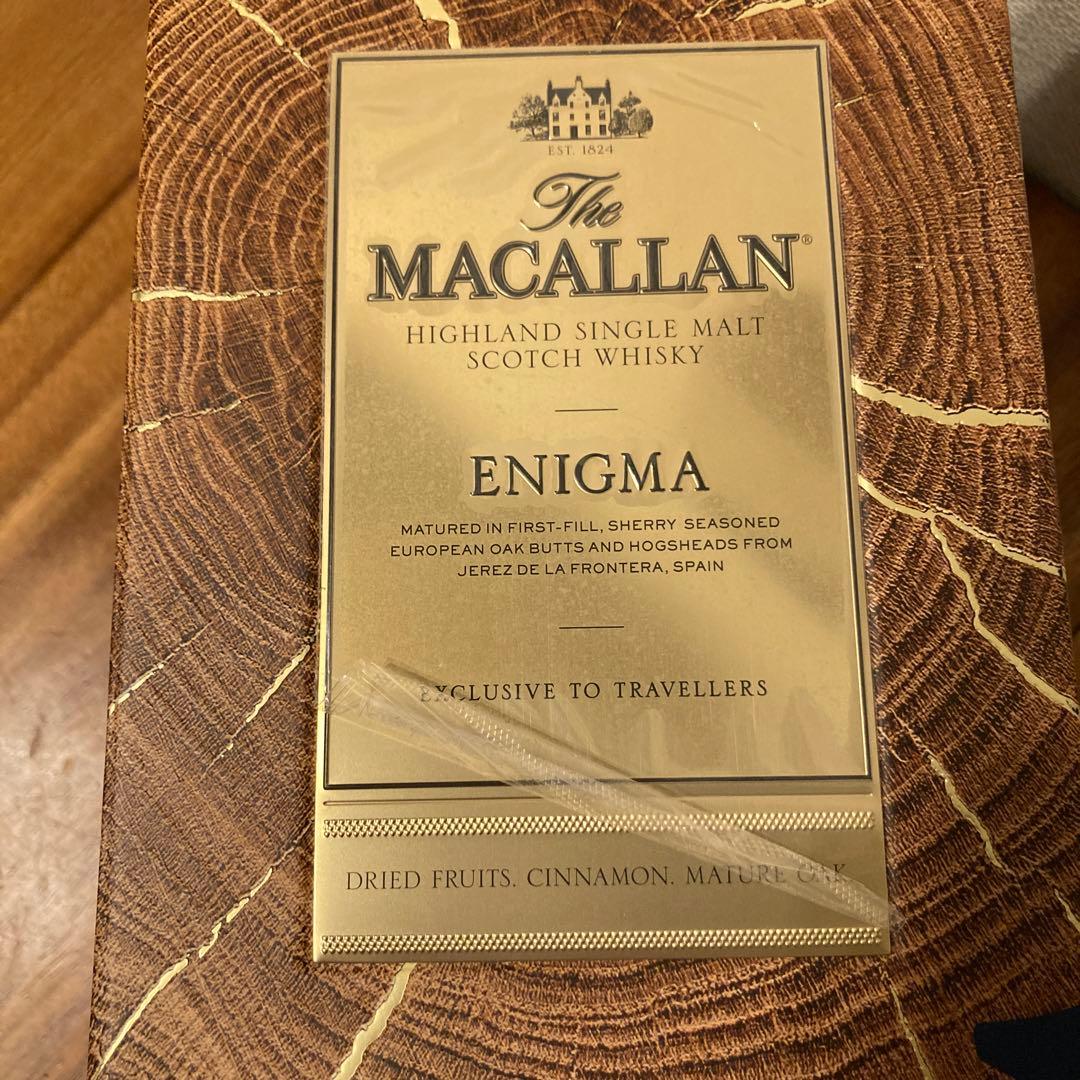 EST. 1824
The
MACALLAN®
HIGHLAND SINGLE MALT
SCOTCH WHISKY
ENIGMA
MATURED IN FIRST-FILL, SHERRY SEASONED
EUROPEAN OAK BUTTS AND HOGSHEADS FROM
JEREZ DE LA FRONTERA, SPAIN
EXCLUSIVE TO TRAVELLERS
DRIED FRUITS. CINNAMON. MATURE OAK